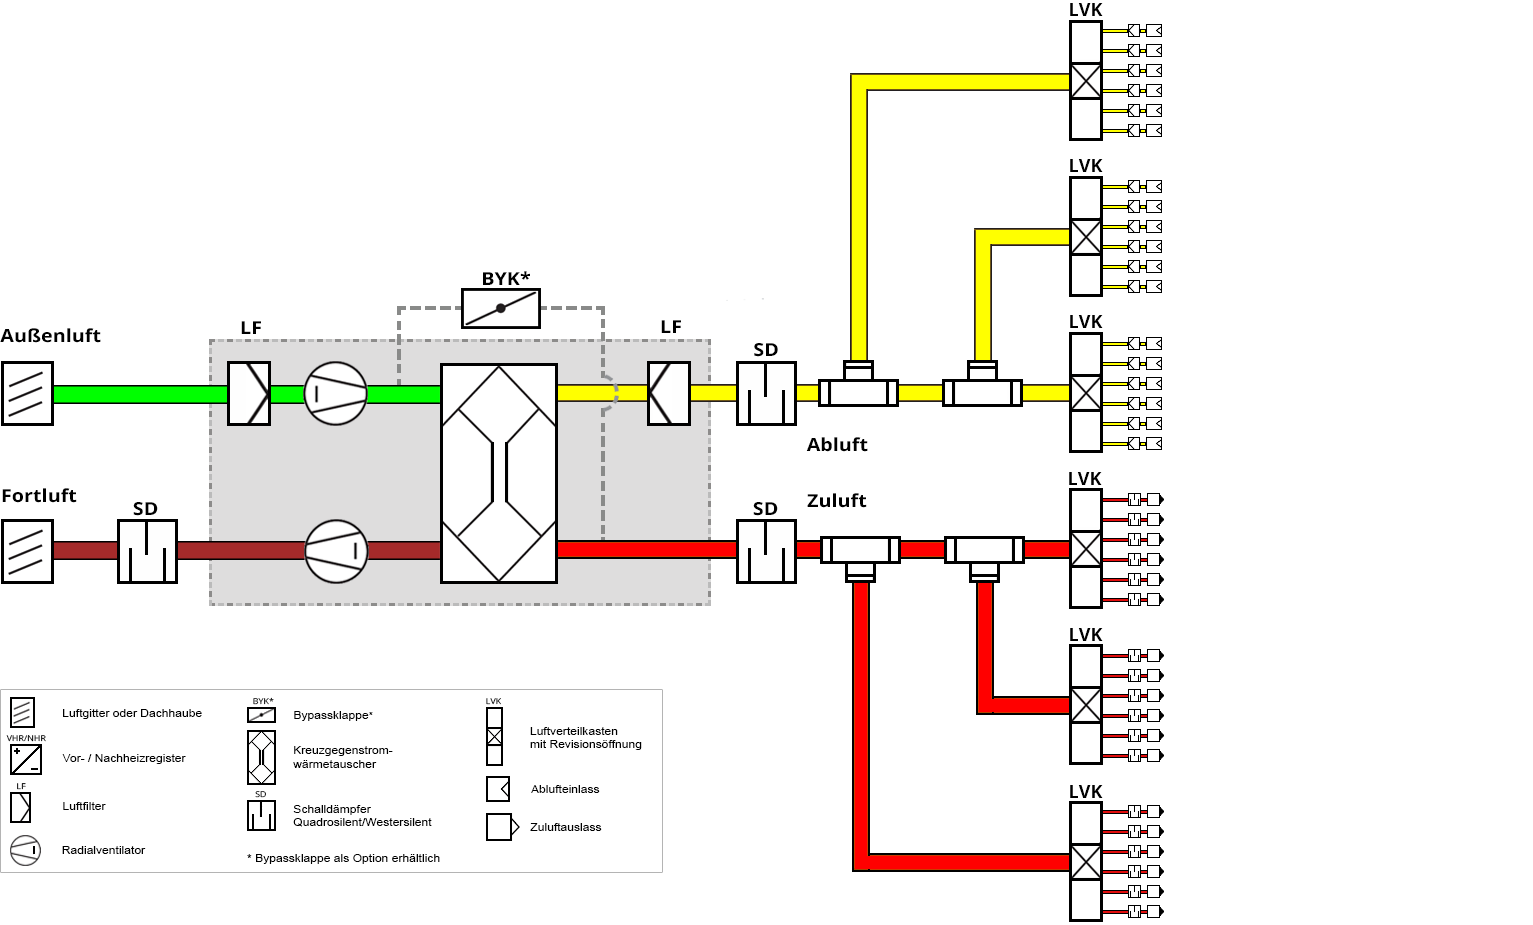 LVK
LVK
BYK*
LF
LF
LVK
Außenluft
SD
Abluft
LVK
Fortluft
SD
SD
Zuluft
LVK
LVK
Luftgitter oder Dachhaube
VHR/NHR
Vor- / Nachheizregister
LF
Luftfilter
Radialventilator
BYK*
Bypassklappe*
Kreuzgegenstrom-
wärmetauscher
SD
Schalldämpfer
Quadrosilent/Westersilent
* Bypassklappe als Option erhältlich
LVK
Luftverteilkasten
mit Revisionsöffnung
Ablufteinlass
Zuluftauslass